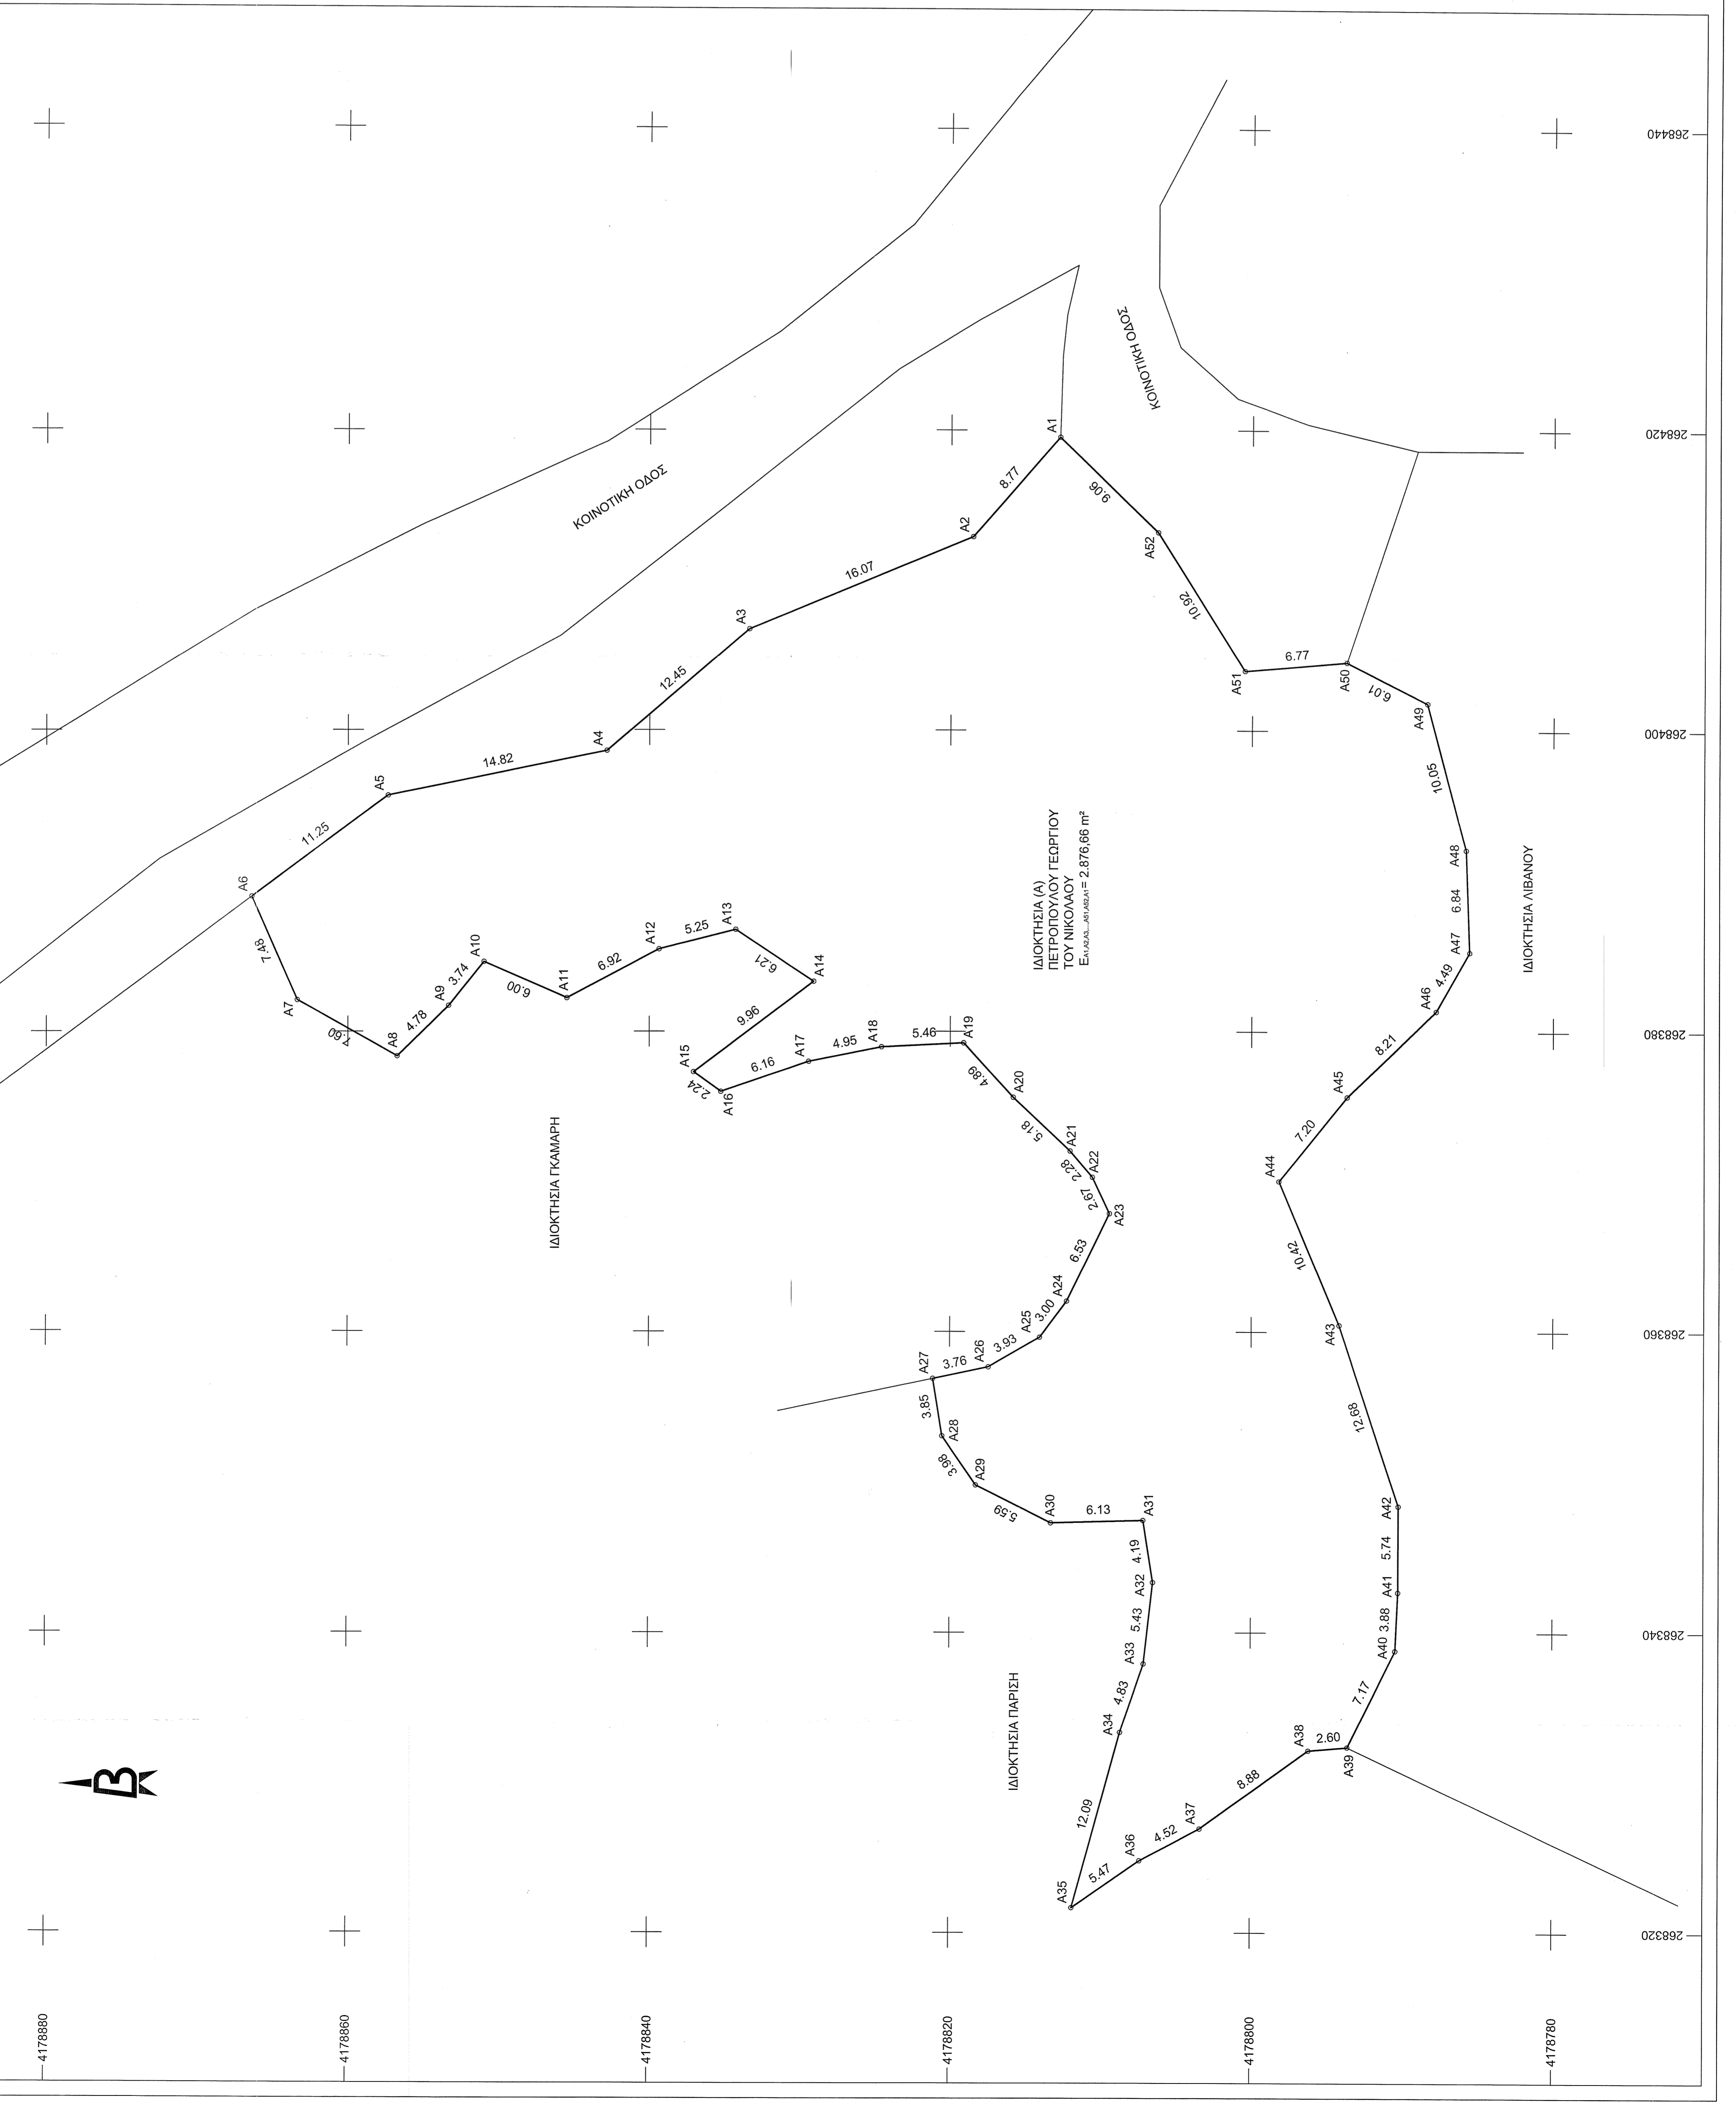 B
ΚΟΙΝΟΤΙΚΗ ΟΔΟΣ
ΚΟΙΝΟΤΙΚΗ ΟΔΟΣ
ΙΔΙΟΚΤΗΣΙΑ ΓΚΑΜΑΡΗ
ΙΔΙΟΚΤΗΣΙΑ (Α)
ΠΕΤΡΟΠΟΥΛΟΥ ΓΕΩΡΓΙΟΥ
ΤΟΥ ΝΙΚΟΛΑΟΥ
ΕΑ1,Α2,Α3,...,Α51,Α52,Α1= 2.876,66 m²
ΙΔΙΟΚΤΗΣΙΑ ΠΑΡΙΣΗ
ΙΔΙΟΚΤΗΣΙΑ ΛΙΒΑΝΟΥ
A1
8.77
A2
16.07
A3
12.45
A4
14.82
A5
11.25
A6
7.48
A7
7.60
A8
4.78
A9
3.74
A10
6.00
A11
6.92
A12
5.25
A13
6.21
A14
9.96
A15
2.24
A16
6.16
A17
4.95
A18
5.46
A19
4.89
A20
5.18
A21
2.28
A22
2.97
A23
6.53
A24
3.00
A25
3.93
A26
3.76
A27
3.85
A28
3.98
A29
5.59
A30
6.13
A31
4.19
A32
5.43
A33
4.83
A34
12.09
A35
5.47
A36
4.52
A37
8.88
A38
2.60
A39
7.17
A40
3.88
A41
5.74
A42
12.68
A43
10.42
A44
7.20
A45
8.21
A46
4.49
A47
6.84
A48
10.05
A49
6.01
A50
6.77
A51
10.92
A52
9.06
4178880
4178860
4178840
4178820
4178800
4178780
268320
268340
268360
268380
268400
268420
268440